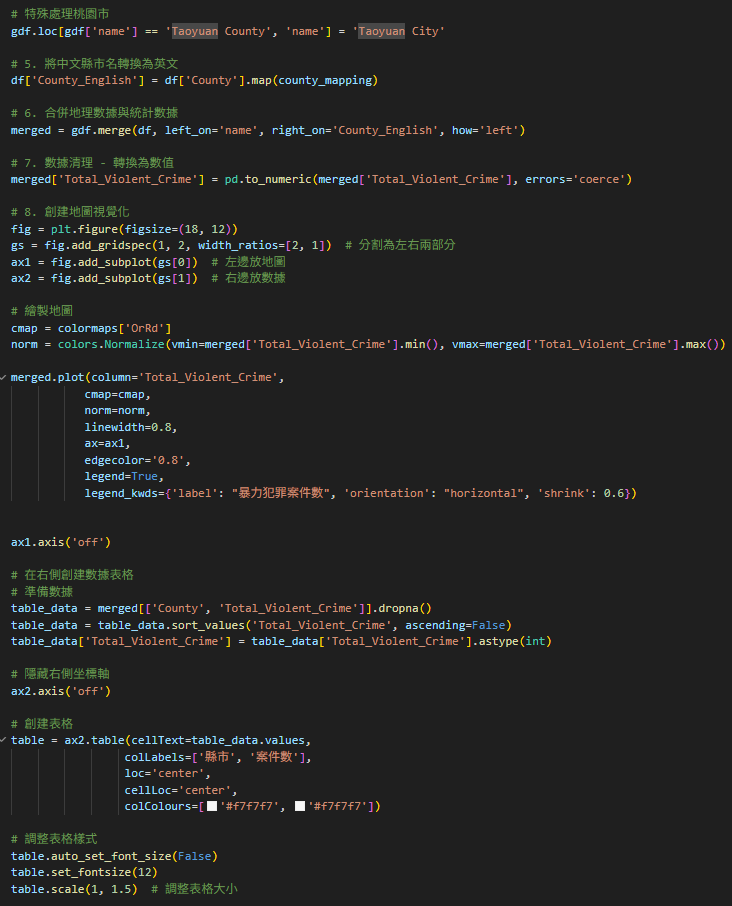 # 特殊處理桃園市
gdf.loc[gdf['name'] == 'Taoyuan County', 'name'] = 'Taoyuan City'
# 5. 將中文縣市名轉換為英文
df['County_English'] = df['County'].map(county_mapping)
# 6. 合併地理數據與統計數據
merged = gdf.merge(df, left_on='name', right_on='County_English', how='left')
# 7. 數據清理 - 轉換為數值
merged['Total_Violent_Crime'] = pd.to_numeric(merged['Total_Violent_Crime'], errors='coerce')
# 8. 創建地圖視覺化
fig = plt.figure(figsize=(18, 12))
gs = fig.add_gridspec(1, 2, width_ratios=[2, 1])  # 分割為左右兩部分
ax1 = fig.add_subplot(gs[0])  # 左邊放地圖
ax2 = fig.add_subplot(gs[1])  # 右邊放數據
# 繪製地圖
cmap = colormaps['OrRd']
norm = colors.Normalize(vmin=merged['Total_Violent_Crime'].min(), vmax=merged['Total_Violent_Crime'].max())
merged.plot(column='Total_Violent_Crime',
cmap=cmap,
norm=norm,
linewidth=0.8,
ax=ax1,
edgecolor='0.8',
legend=True,
legend_kwds={'label': "暴力犯罪案件數", 'orientation': "horizontal", 'shrink': 0.6})
ax1.axis('off')
# 在右側創建數據表格
# 準備數據
table_data = merged[['County', 'Total_Violent_Crime']].dropna()
table_data = table_data.sort_values('Total_Violent_Crime', ascending=False)
table_data['Total_Violent_Crime'] = table_data['Total_Violent_Crime'].astype(int)
# 隱藏右側坐標軸
ax2.axis('off')
# 創建表格
table = ax2.table(cellText=table_data.values,
colLabels=['縣市', '案件數'],
loc='center',
cellLoc='center',
colColours=['#f7f7f7', '#f7f7f7'])
# 調整表格樣式
table.auto_set_font_size(False)
table.set_fontsize(12)
table.scale(1, 1.5)  # 調整表格大小